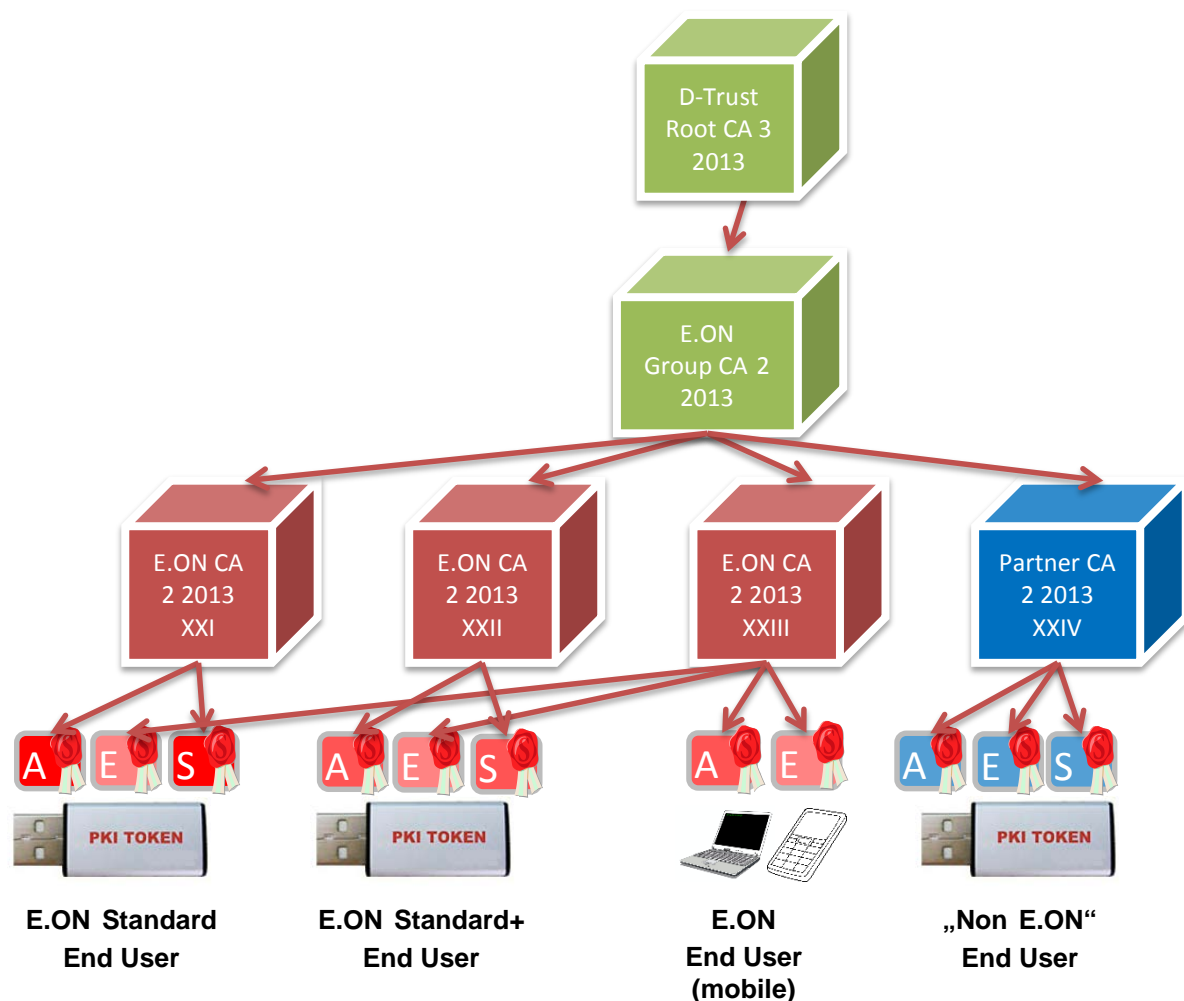 D-Trust
Root CA 3
2013
E.ON
Group CA 2
2013
E.ON CA
2 2013
XXI
E.ON CA
2 2013
XXII
E.ON CA
2 2013
XXIII
Partner CA
2 2013
XXIV
A E S
A E S
A E
A E S
PKI TOKEN
PKI TOKEN
PKI TOKEN
E.ON Standard
End User
E.ON Standard+
End User
E.ON
End User
(mobile)
„Non E.ON“
End User